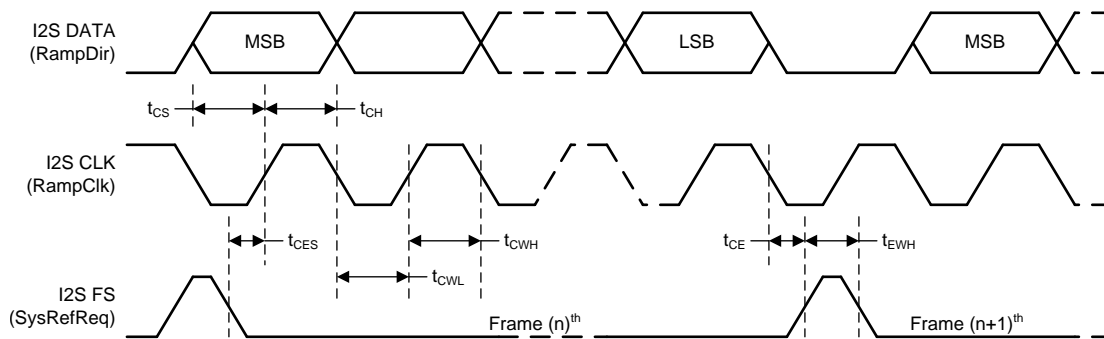 I2S DATA
(RampDir)
MSB
LSB
MSB
tCS
tCH
I2S CLK
(RampClk)
tCES
tCWH
tCWL
tCE
tEWH
I2S FS
(SysRefReq)
Frame (n)th
Frame (n+1)th